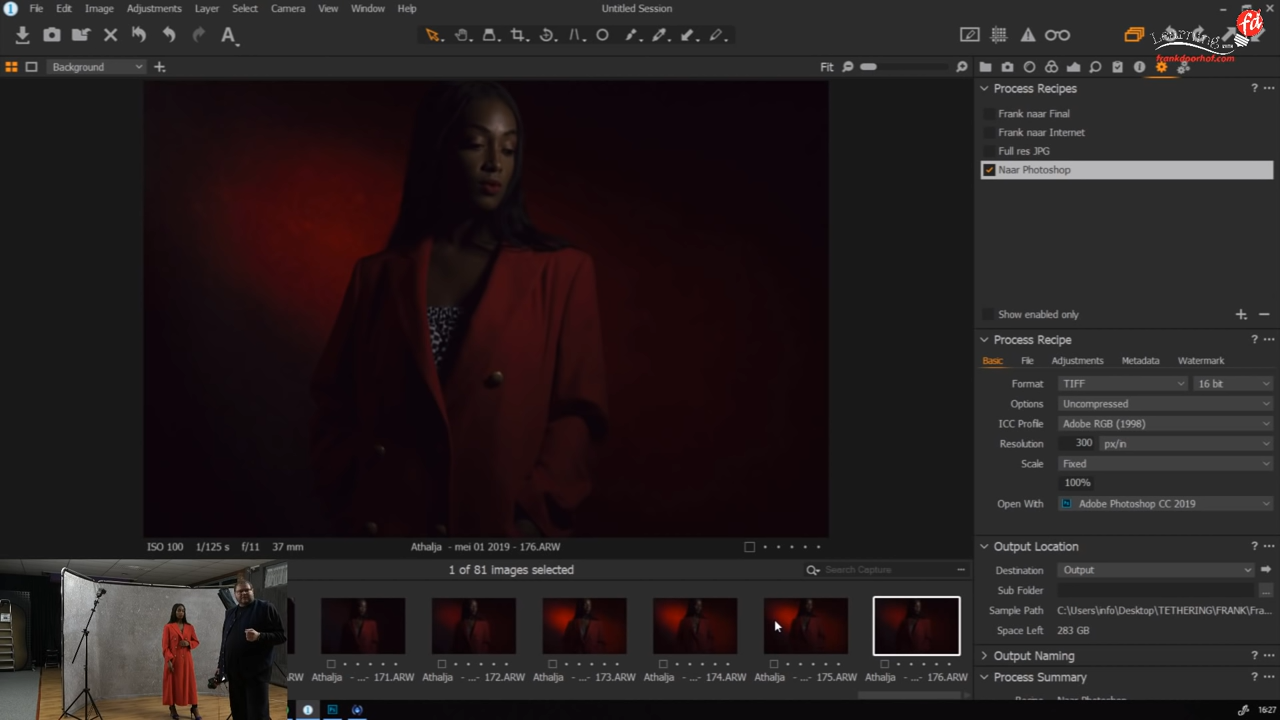 File Edit Image Adjustments Layer Select Camera View Window Help
Untitled Session
Learning
fd
frankdoorhof.com
Background
Fit
Process Recipes
Frank naar Final
Frank naar Internet
Full res JPG
Naar Photoshop
Show enabled only
Process Recipe
Basic File Adjustments Metadata Watermark
Format TIFF 16 bit
Options Uncompressed
ICC Profile Adobe RGB (1998)
Resolution 300 px/in
Scale Fixed
100%
Open With Adobe Photoshop CC 2019
ISO 100 1/125 s f/11 37 mm
Athalja - mei 01 2019 - 176.ARW
Output Location
Destination Output
Sub Folder
Sample Path C:\Users\info\Desktop\TETHERING\FRANK\Fra...
Space Left 283 GB
Output Naming
Process Summary
1 of 81 images selected
Search Capture
RW
Athalja - ...- 171.ARW
Athalja - ...- 172.ARW
Athalja - ...- 173.ARW
Athalja - ...- 174.ARW
Athalja - ...- 175.ARW
Athalja - ...- 176.ARW
16:27